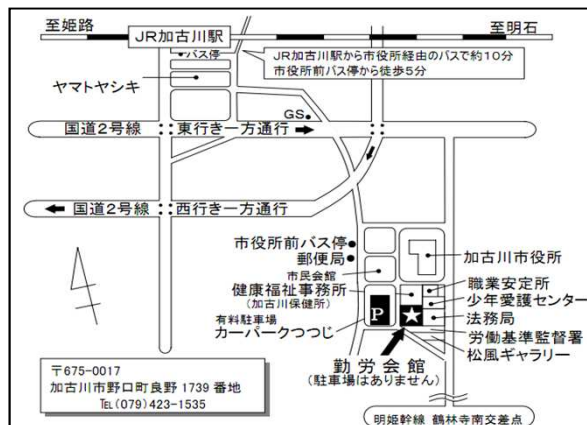 至姫路
至明石
JR加古川駅
バス停
JR加古川駅から市役所経由のバスで約10分
市役所前バス停から徒歩5分
ヤマトヤシキ
GS
国道2号線
東行き一方通行
国道2号線
西行き一方通行
市役所前バス停
郵便局
市民会館
加古川市役所
健康福祉事務所
(加古川保健所)
職業安定所
少年愛護センター
有料駐車場
カーパークつつじ
P
法務局
労働基準監督署
松風ギャラリー
勤労会館
(駐車場はありません)
〒675-0017
加古川市野口町良野 1739 番地
TEL(079)423-1535
明姫幹線 鶴林寺南交差点